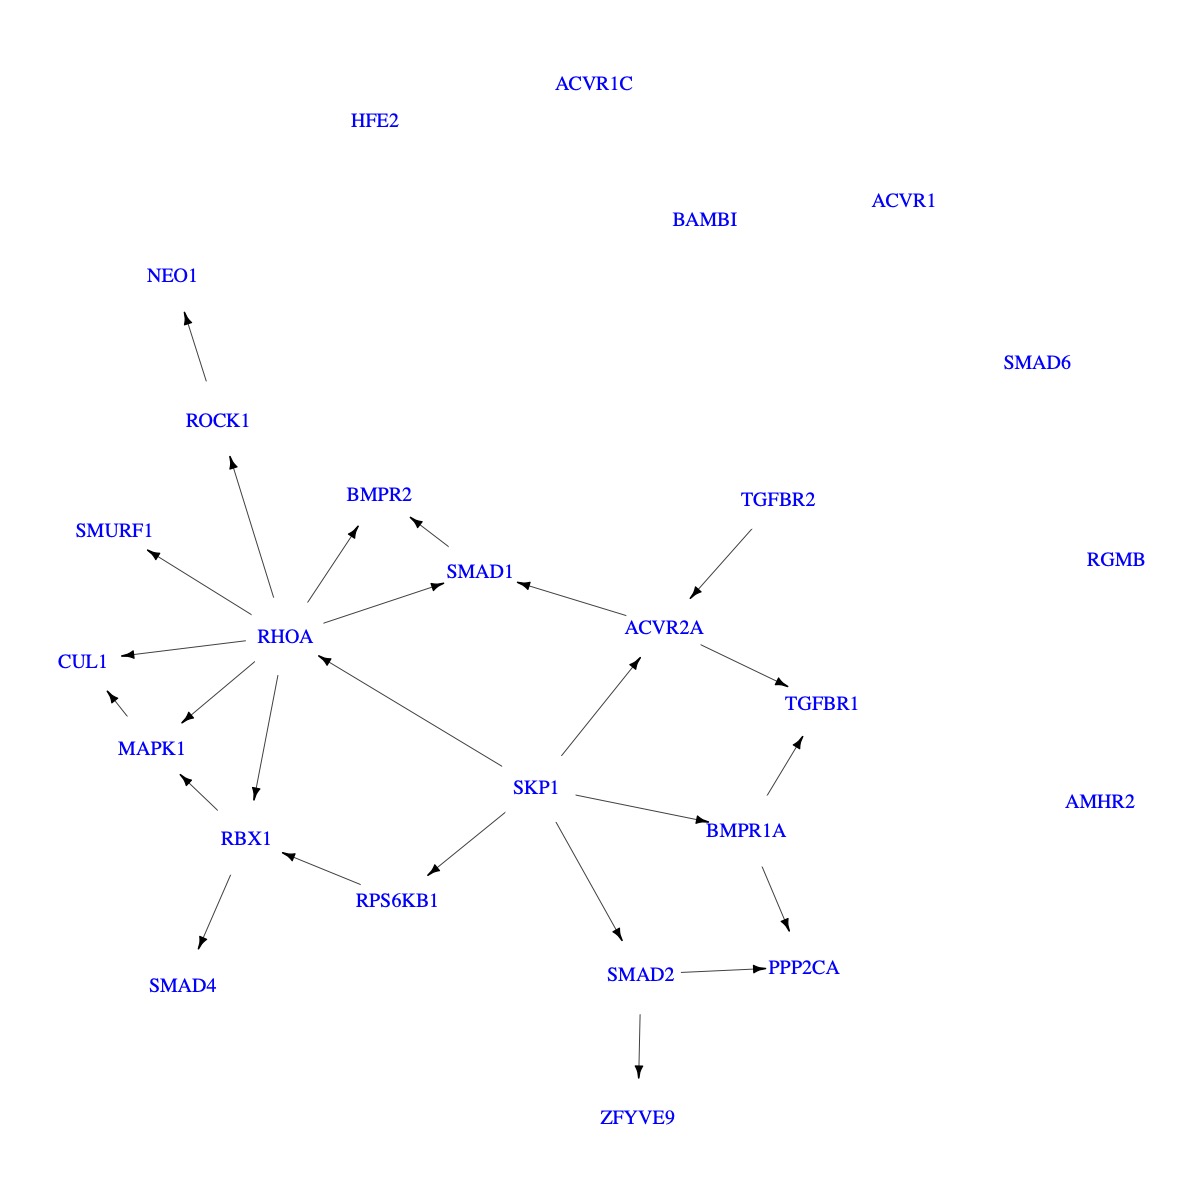 ACVR1C
HFE2
ACVR1
BAMBI
NEO1
SMAD6
ROCK1
BMPR2
TGFBR2
SMURF1
RGMB
SMAD1
ACVR2A
RHOA
CUL1
TGFBR1
MAPK1
SKP1
AMHR2
BMPR1A
RBX1
RPS6KB1
PPP2CA
SMAD2
SMAD4
ZFYVE9